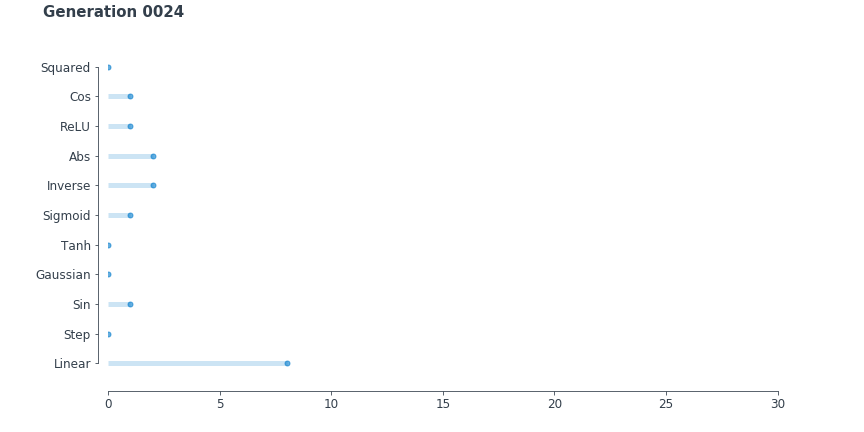 Generation 0024
Squared
Cos
ReLU
Abs
Inverse
Sigmoid
Tanh
Gaussian
Sin
Step
Linear
0 5 10 15 20 25 30